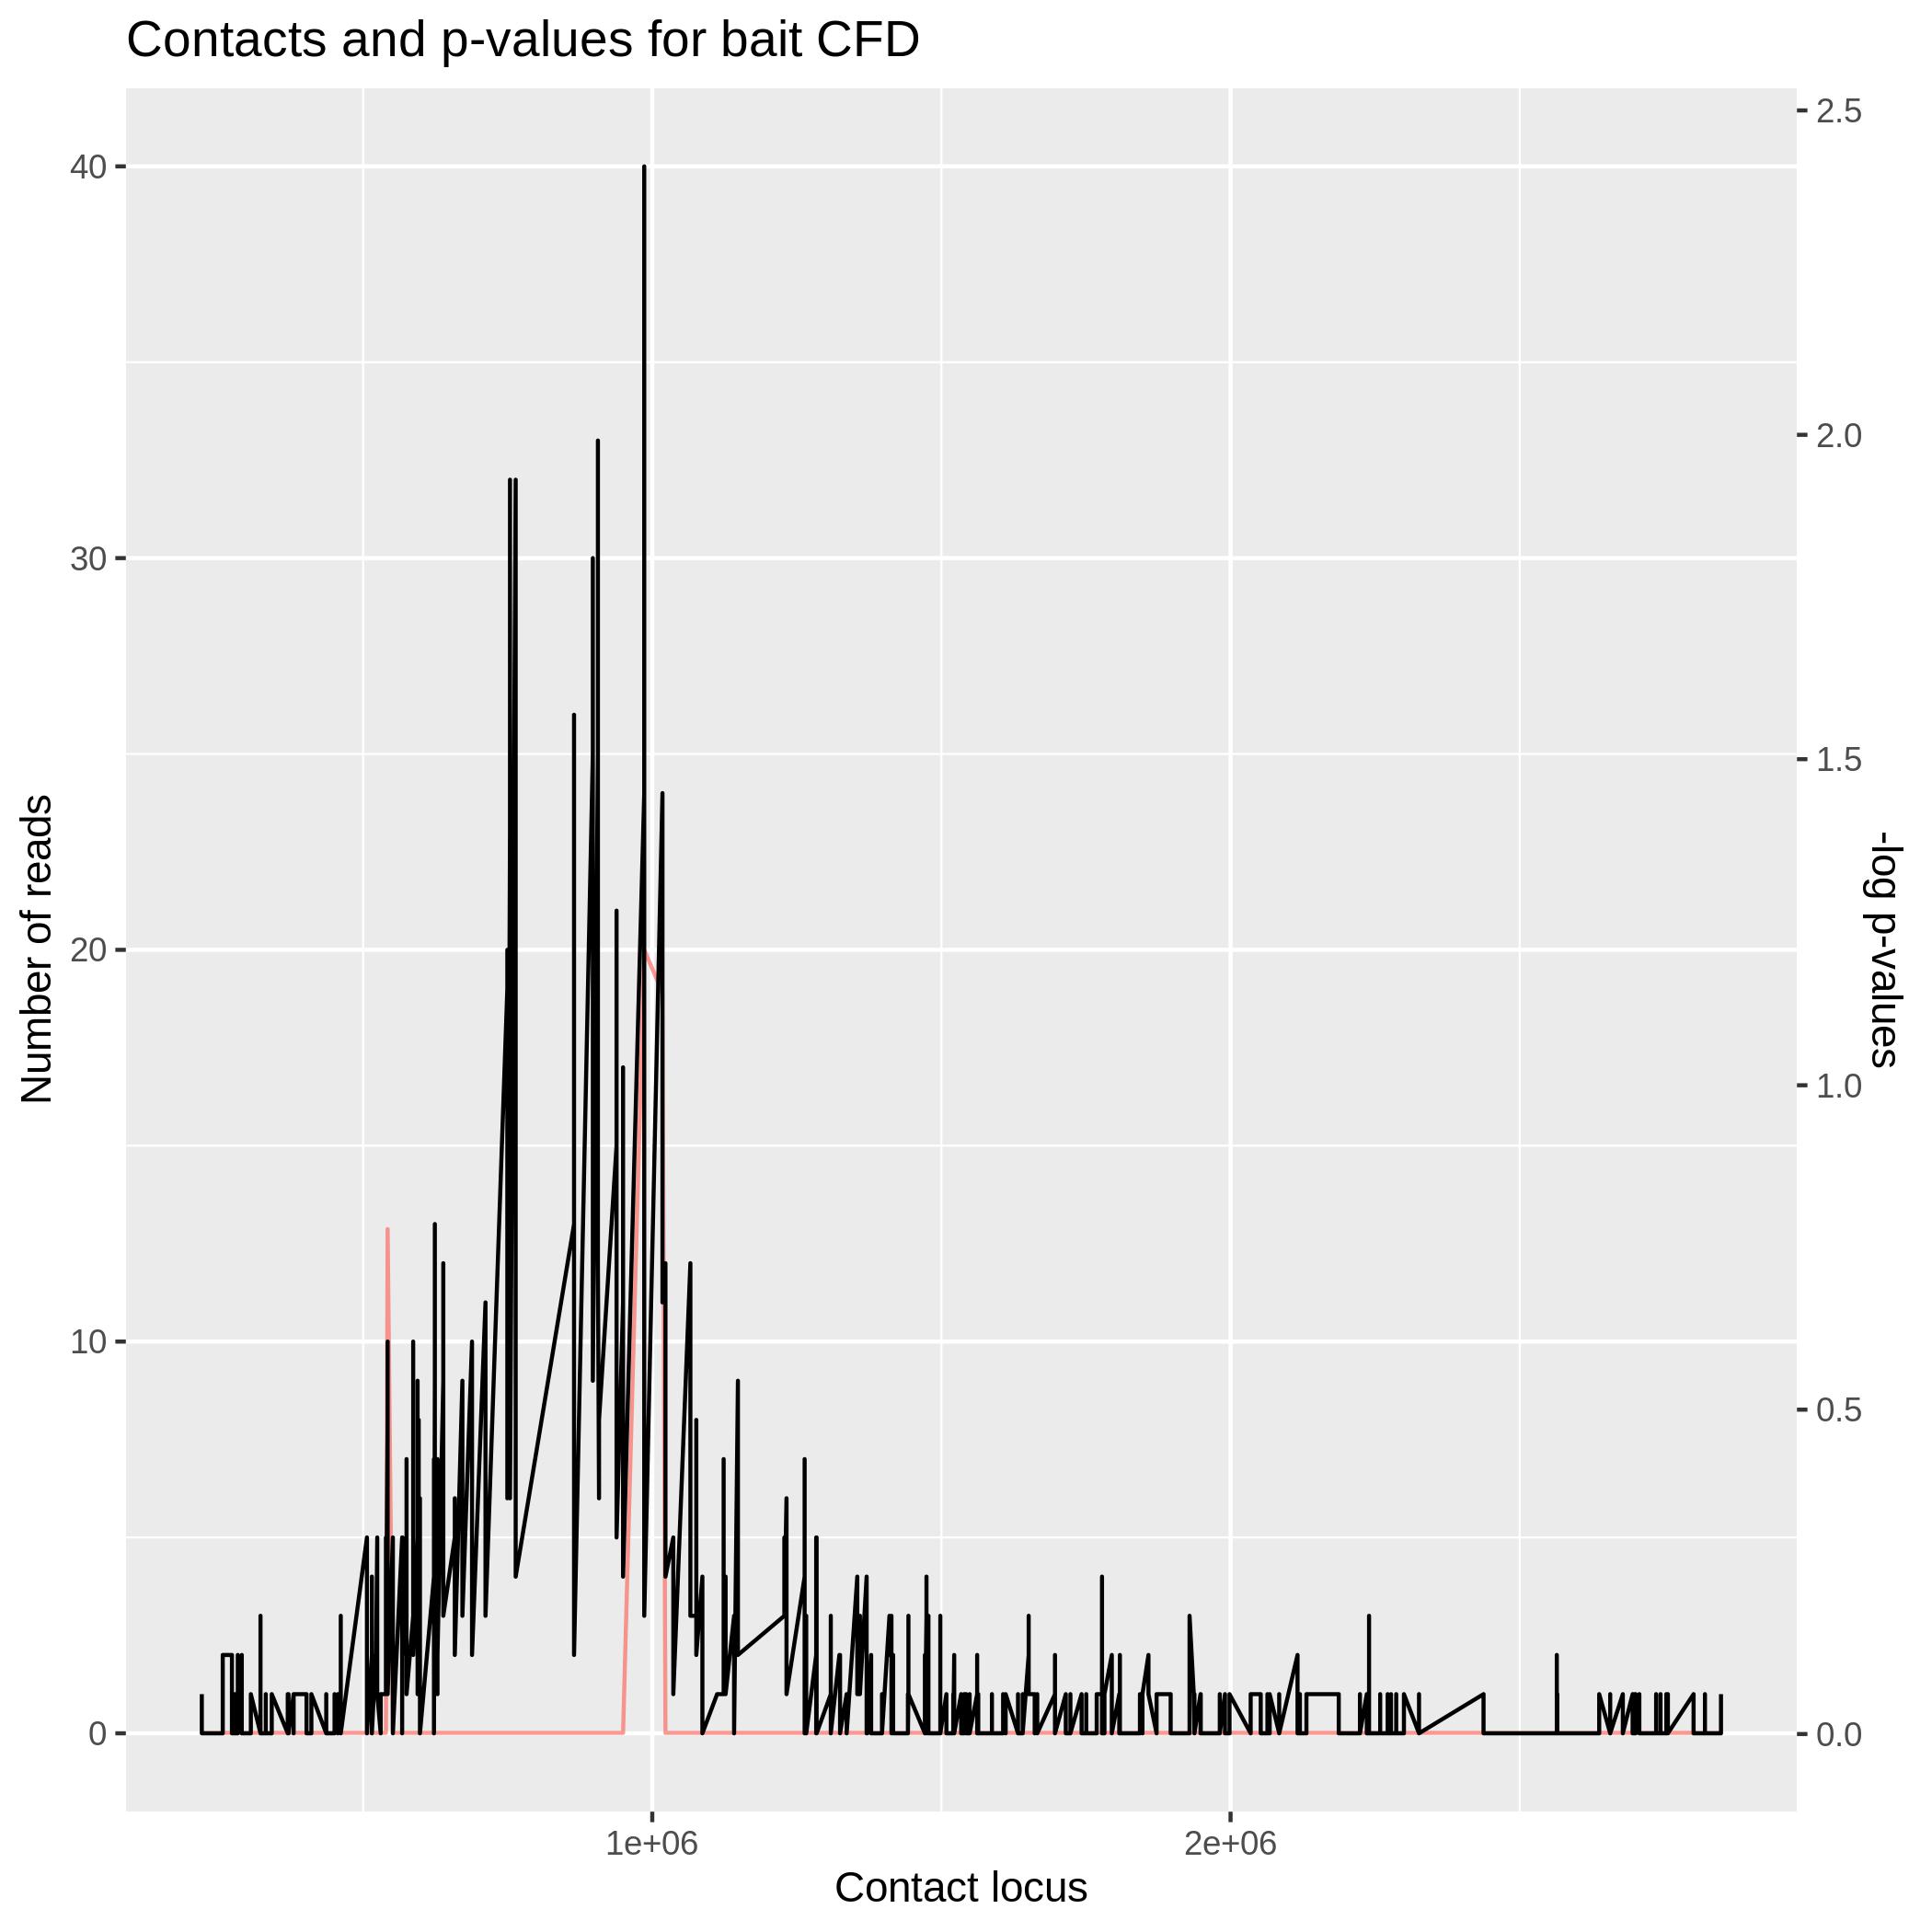 Contacts and p-values for bait CFD
40
30
20
10
0
Number of reads
2.5
2.0
1.5
1.0
0.5
0.0
-log p-values
1e+06
2e+06
Contact locus